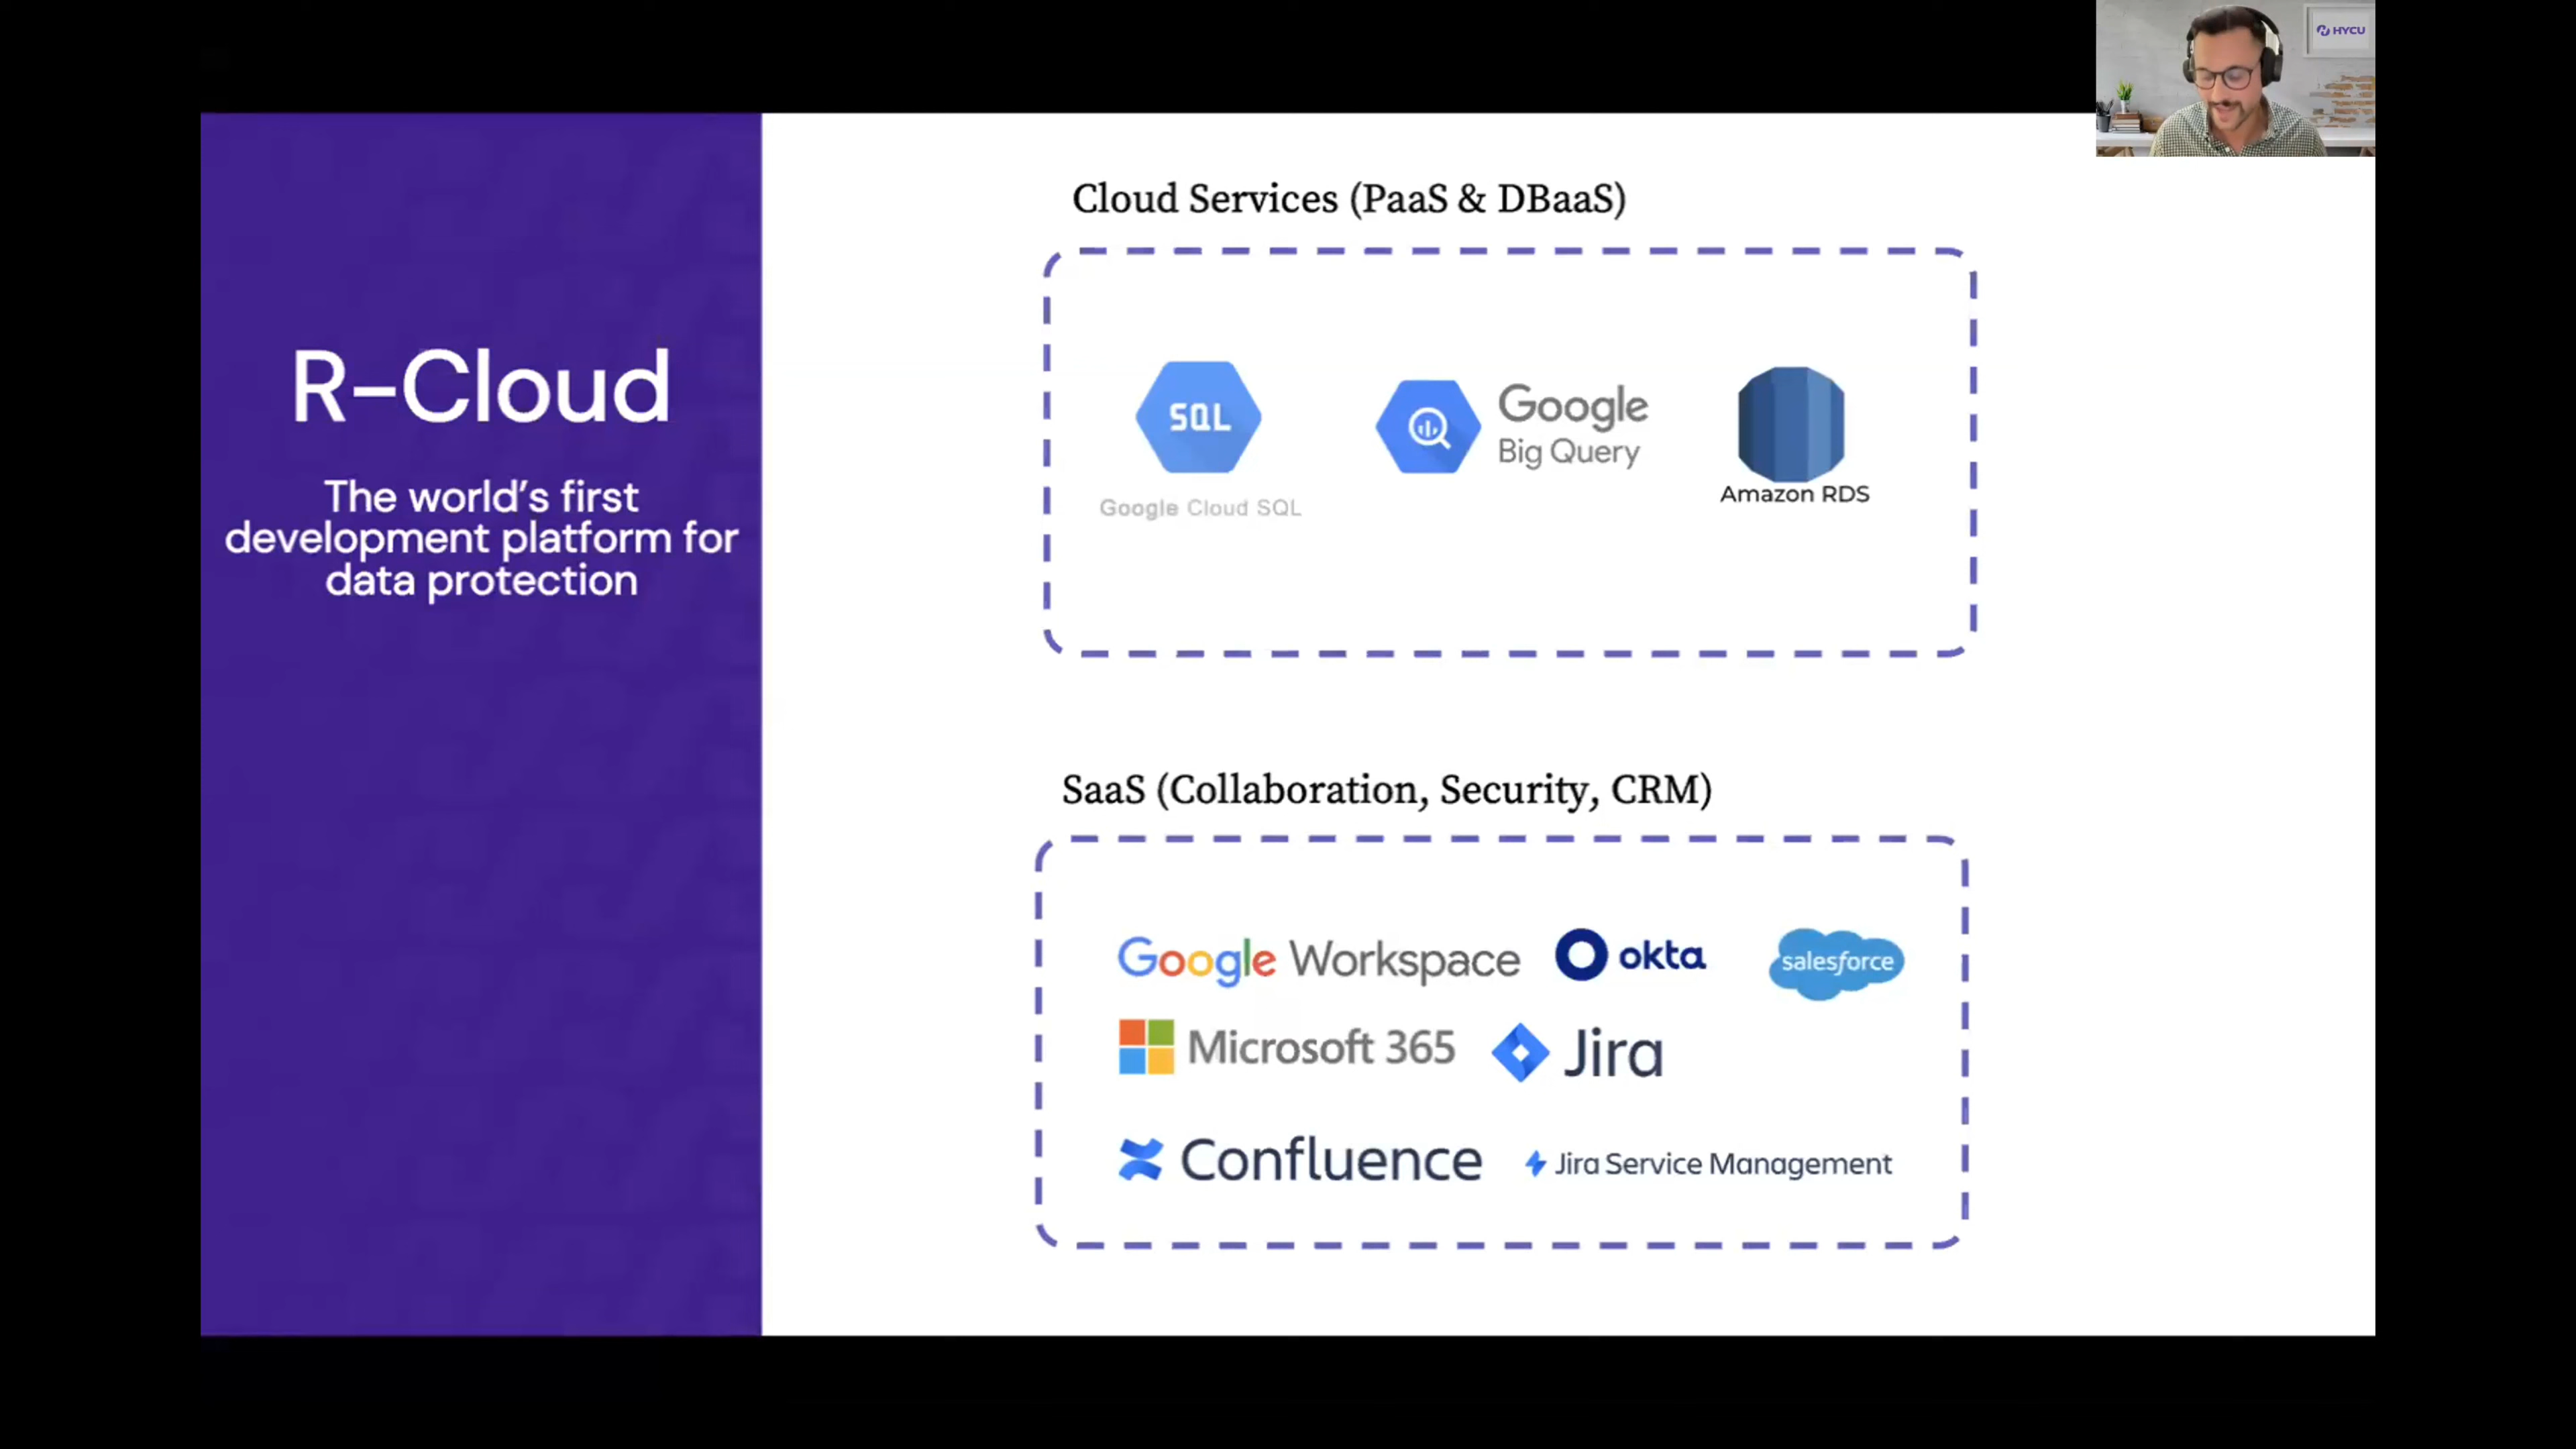 HYCU
R-Cloud
The world's first
development platform for
data protection
Cloud Services (PaaS & DBaaS)
SQL
Google Cloud SQL
Google
Big Query
Amazon RDS
SaaS (Collaboration, Security, CRM)
Google Workspace
okta
salesforce
Microsoft 365
Jira
Confluence
Jira Service Management